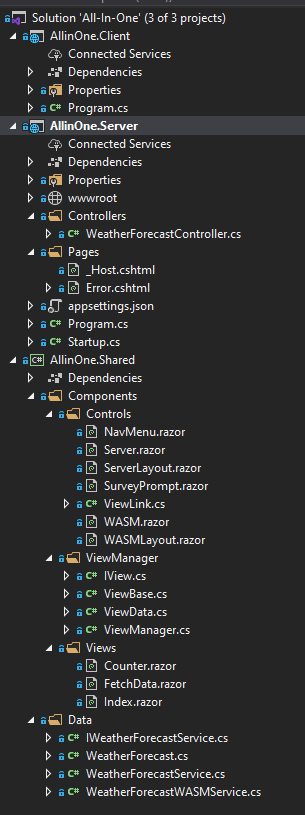 Solution 'All-In-One' (3 of 3 projects)
AllinOne.Client
Connected Services
Dependencies
Properties
C# Program.cs
AllinOne.Server
Connected Services
Dependencies
Properties
wwwroot
Controllers
C# WeatherForecastController.cs
Pages
_Host.cshtml
Error.cshtml
appsettings.json
C# Program.cs
C# Startup.cs
C# AllinOne.Shared
Dependencies
Components
Controls
NavMenu.razor
Server.razor
ServerLayout.razor
SurveyPrompt.razor
C# ViewLink.cs
WASM.razor
WASMLayout.razor
ViewManager
C# IView.cs
C# ViewBase.cs
C# ViewData.cs
C# ViewManager.cs
Views
Counter.razor
FetchData.razor
Index.razor
Data
C# IWeatherForecastService.cs
C# WeatherForecast.cs
C# WeatherForecastService.cs
C# WeatherForecastWASMService.cs